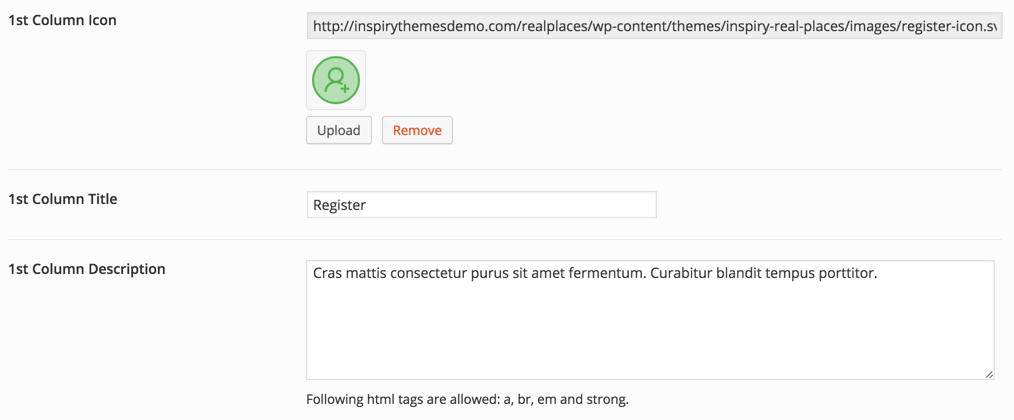 1st Column Icon
http://inspirythemesdemo.com/realplaces/wp-content/themes/inspiry-real-places/images/register-icon.sv
Upload Remove
1st Column Title
Register
1st Column Description
Cras mattis consectetur purus sit amet fermentum. Curabitur blandit tempus porttitor.
Following html tags are allowed: a, br, em and strong.